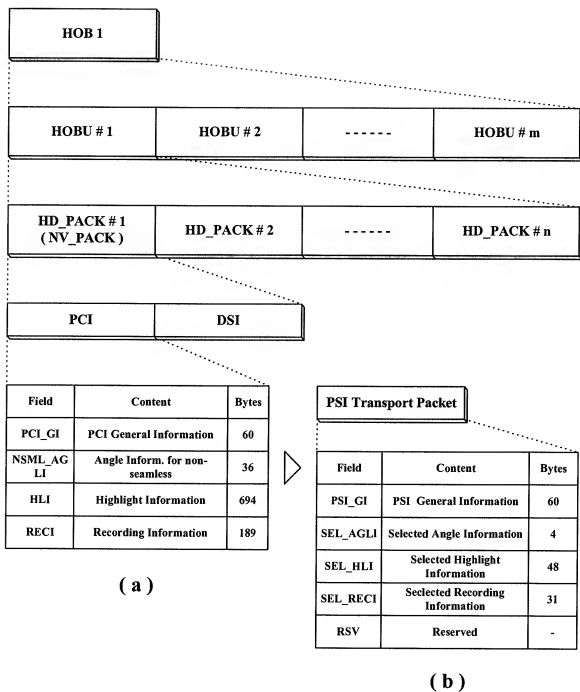 HOB 1
HOBU # 1 HOBU # 2 ------ HOBU # m
HD_PACK # 1
( NV_PACK )
HD_PACK # 2 ------ HD_PACK # n
PCI DSI
Field Content Bytes
PCI_GI PCI General Information 60
NSML_AG
LI
Angle Inform. for non-
seamless
36
HLI Highlight Information 694
RECI Recording Information 189
( a )
PSI Transport Packet
Field Content Bytes
PSI_GI PSI General Information 60
SEL_AGLI Selected Angle Information 4
SEL_HLI
Selected Highlight
Information
48
SEL_RECI
Seclected Recording
Information
31
RSV Reserved -
( b )